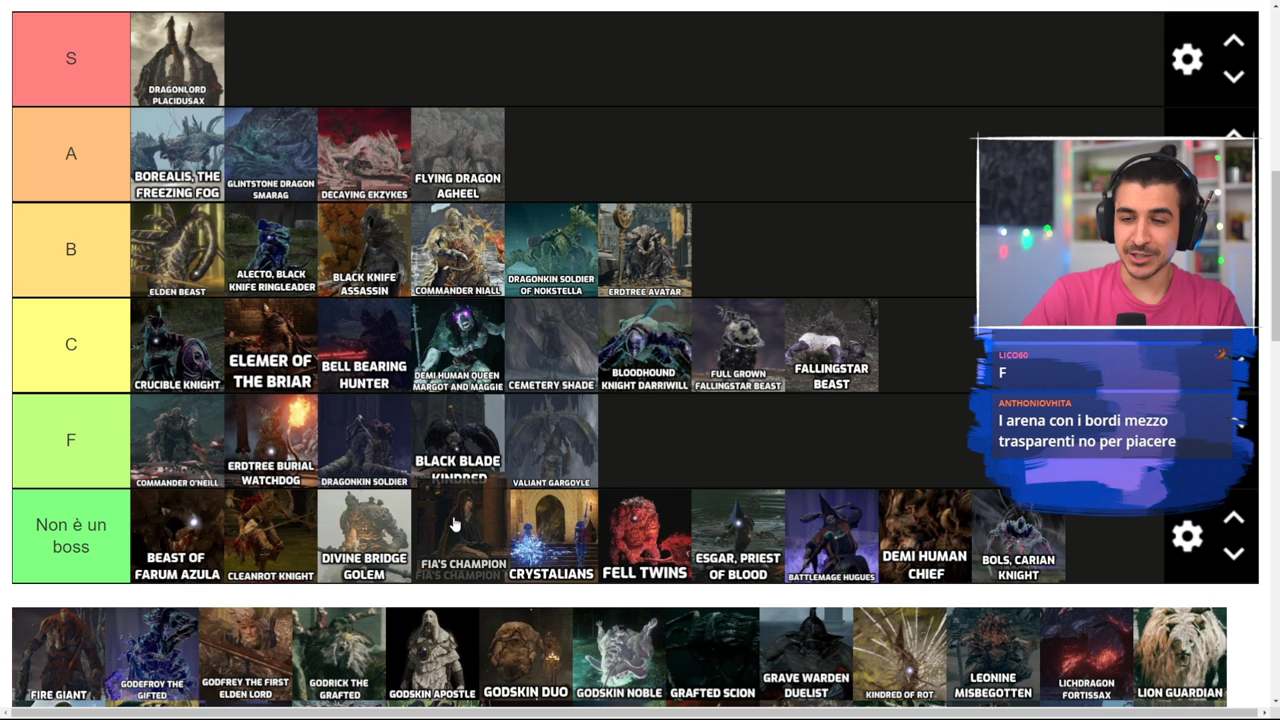 S
DRAGONLORD
PLACIDUSAX
A
BOREALIS, THE
FREEZING FOG
GLINTSTONE DRAGON
SMARAG
DECAYING EKZYKES
FLYING DRAGON
AGHEEL
B
ELDEN BEAST
ALECTO, BLACK
KNIFE RINGLEADER
BLACK KNIFE
ASSASSIN
COMMANDER NIALL
DRAGONKIN SOLDIER
OF NOKSTELLA
ERDTREE AVATAR
C
CRUCIBLE KNIGHT
ELEMER OF
THE BRIAR
BELL BEARING
HUNTER
DEMI HUMAN QUEEN
MARGOT AND MAGGIE
CEMETERY SHADE
BLOODHOUND
KNIGHT DARRIWILL
FULL GROWN
FALLINGSTAR BEAST
FALLINGSTAR
BEAST
LICO60
F
ANTHONIOVHITA
l arena con i bordi mezzo
trasparenti no per piacere
F
COMMANDER O'NEILL
ERDTREE BURIAL
WATCHDOG
DRAGONKIN SOLDIER
BLACK BLADE
KINDRED
VALIANT GARGOYLE
Non è un
boss
BEAST OF
FARUM AZULA
CLEANROT KNIGHT
DIVINE BRIDGE
GOLEM
FIA'S CHAMPION
FIA'S CHAMPION
CRYSTALIANS
FELL TWINS
ESGAR, PRIEST
OF BLOOD
BATTLEMAGE HUGUES
DEMI HUMAN
CHIEF
BOLS, CARIAN
KNIGHT
FIRE GIANT
GODEFROY THE
GIFTED
GODFREY THE FIRST
ELDEN LORD
GODRICK THE
GRAFTED
GODSKIN APOSTLE
GODSKIN DUO
GODSKIN NOBLE
GRAFTED SCION
GRAVE WARDEN
DUELIST
KINDRED OF ROT
LEONINE
MISBEGOTTEN
LICHDRAGON
FORTISSAX
LION GUARDIAN